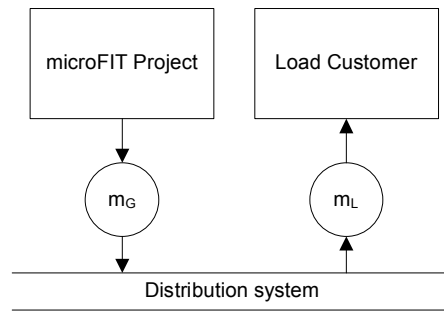 microFIT Project
Load Customer
mG
mL
Distribution system